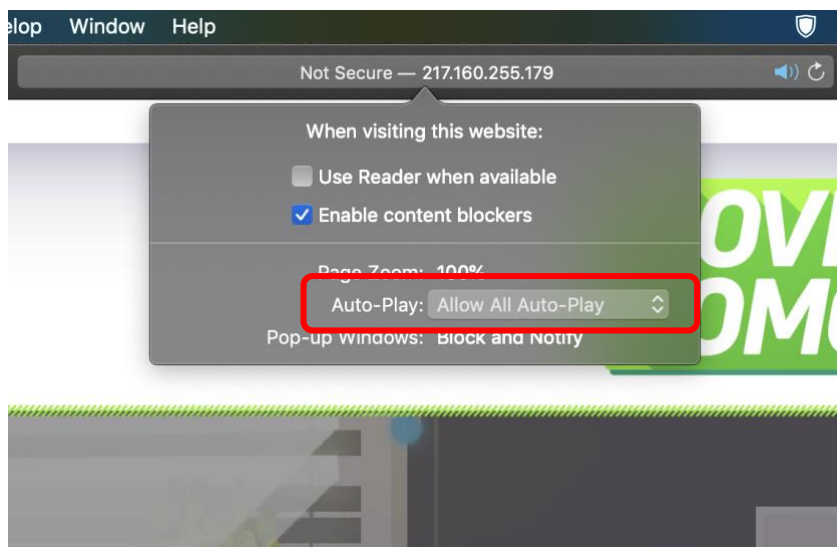 Window Help
Not Secure — 217.160.255.179
When visiting this website:
Use Reader when available
Enable content blockers
Page Zoom: 100%
Auto-Play: Allow All Auto-Play
Pop-up Windows: Block and Notify